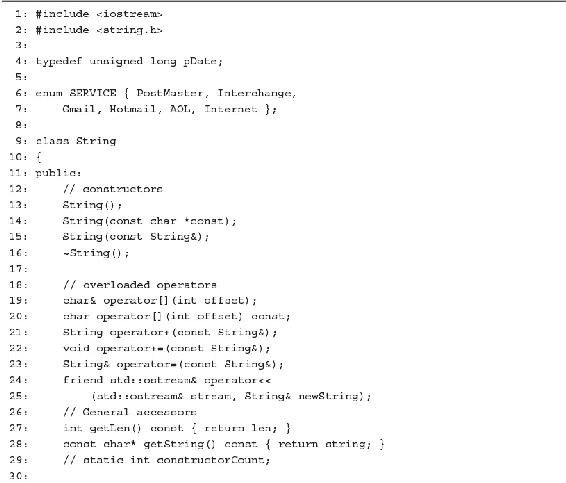 1: #include <iostream>
2: #include <string.h>
3:
4: typedef unsigned long pDate;
5:
6: enum SERVICE { PostMaster, Interchange,
7:     Gmail, Hotmail, AOL, Internet };
8:
9: class String
10: {
11: public:
12:     // constructors
13:     String();
14:     String(const char *const);
15:     String(const String&);
16:     ~String();
17:
18:     // overloaded operators
19:     char& operator[](int offset);
20:     char operator[](int offset) const;
21:     String operator+(const String&);
22:     void operator+=(const String&);
23:     String& operator=(const String&);
24:     friend std::ostream& operator<<
25:         (std::ostream& stream, String& newString);
26:     // General accessors
27:     int getLen() const { return len; }
28:     const char* getString() const { return string; }
29:     // static int constructorCount;
30: